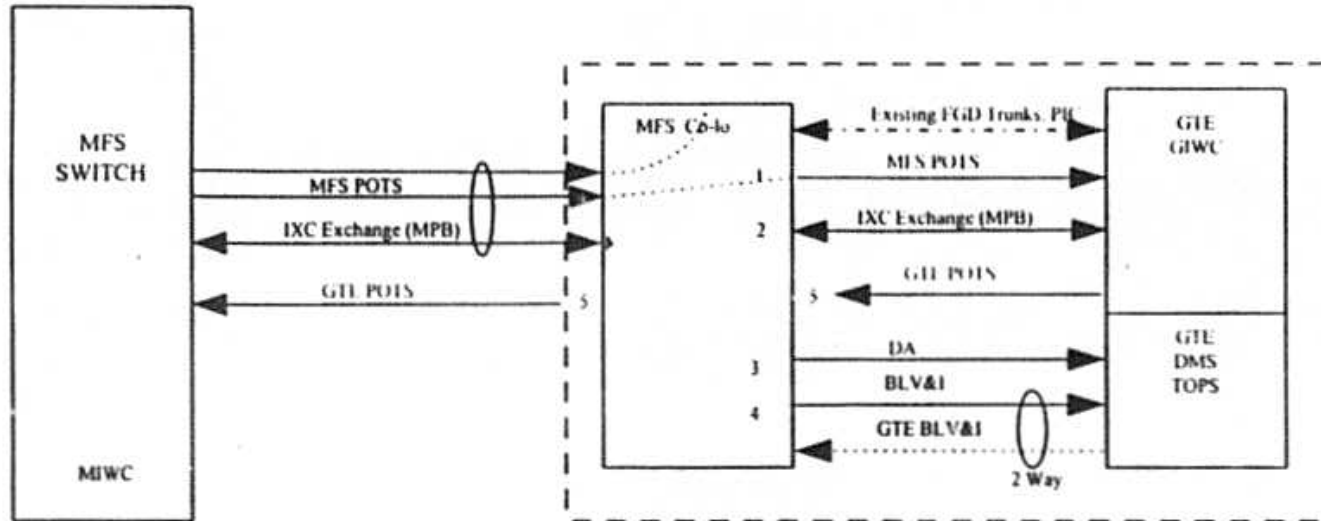 MFS
SWITCH
MIWC
MFS POTS
IXC Exchange (MPB)
GTE POTS
5
MFS Co-lo
1
2
5
3
4
Existing FGD Trunks, PIC
MFS POTS
IXC Exchange (MPB)
GTE POTS
DA
BLV&I
GTE BLV&I
2 Way
GTE
GIWC
GTE
DMS
TOPS